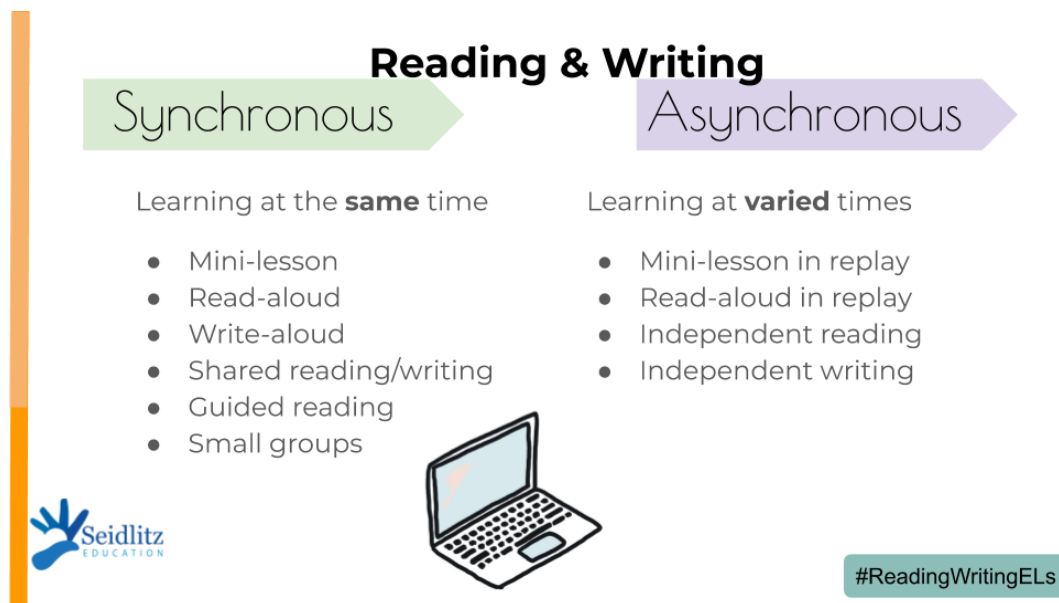 Reading & Writing
Synchronous
Learning at the same time
● Mini-lesson
● Read-aloud
● Write-aloud
● Shared reading/writing
● Guided reading
● Small groups
Asynchronous
Learning at varied times
● Mini-lesson in replay
● Read-aloud in replay
● Independent reading
● Independent writing
Seidlitz
EDUCATION
#ReadingWritingELs